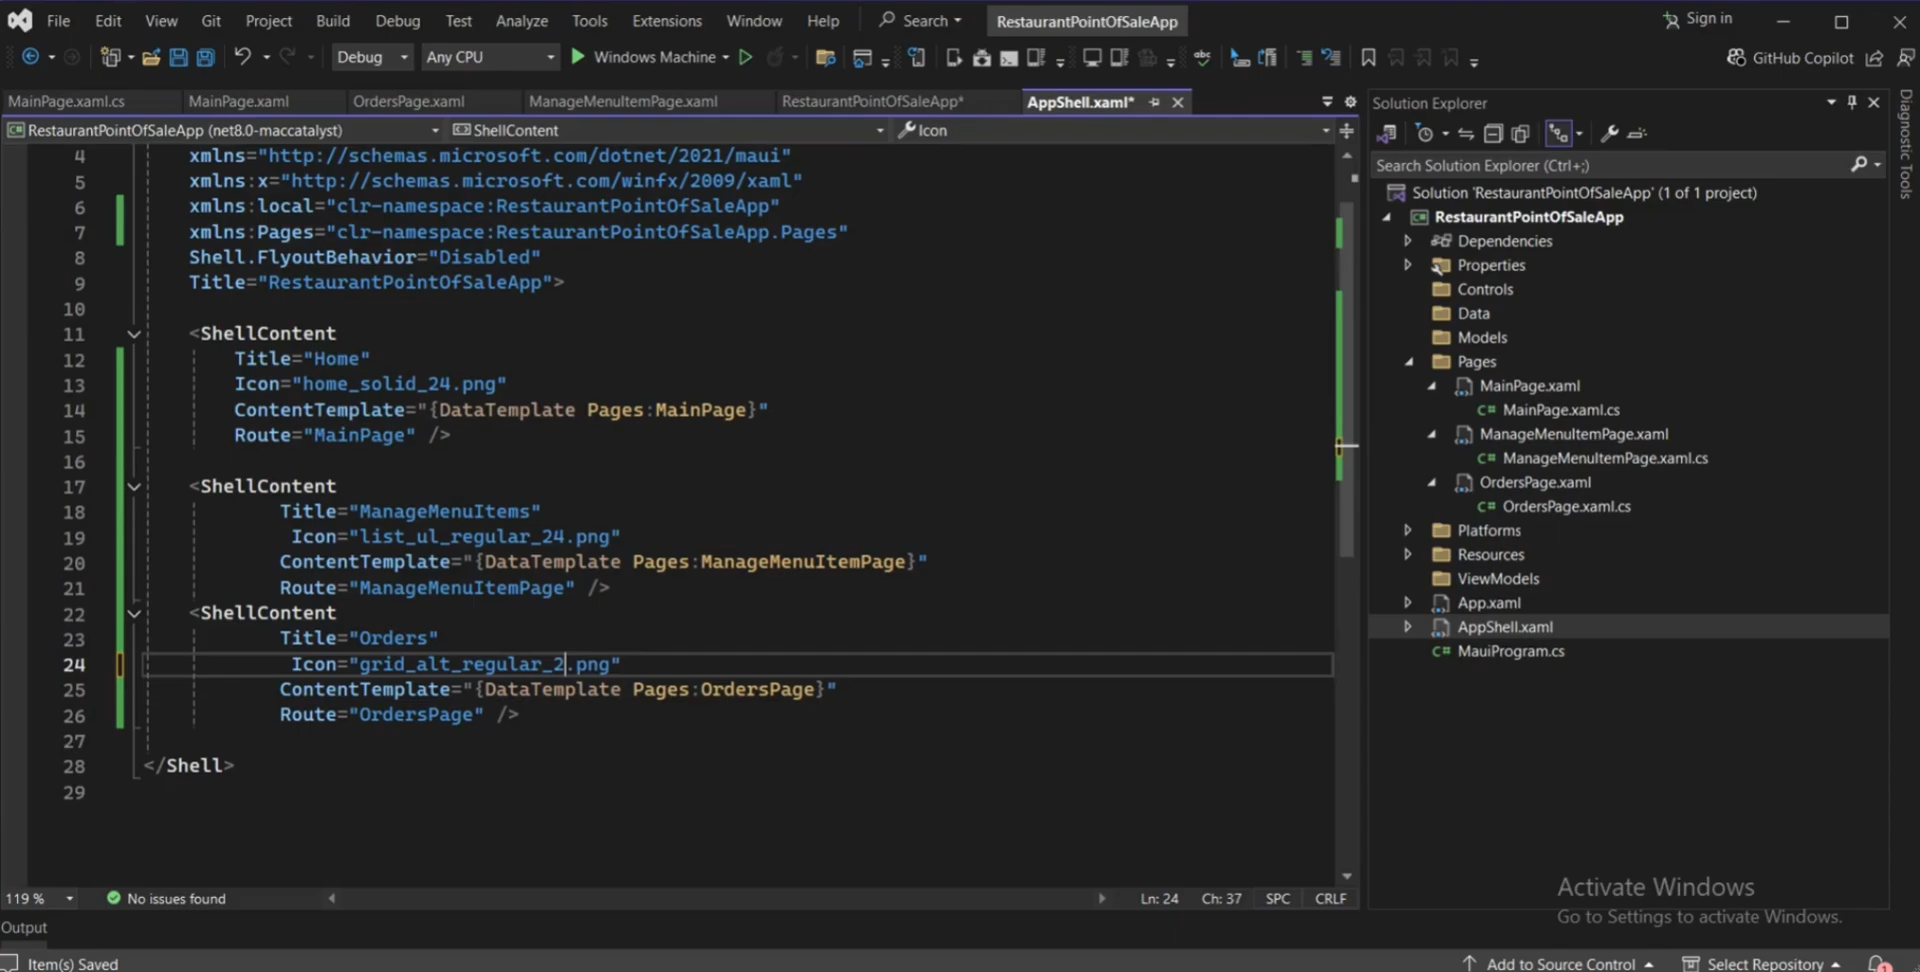 File Edit View Git Project Build Debug Test Analyze Tools Extensions Window Help Search RestaurantPointOfSaleApp Sign in
Debug Any CPU Windows Machine GitHub Copilot
MainPage.xaml.cs MainPage.xaml OrdersPage.xaml ManageMenuItemPage.xaml RestaurantPointOfSaleApp* AppShell.xaml*
RestaurantPointOfSaleApp (net8.0-maccatalyst) ShellContent Icon
4 xmlns="http://schemas.microsoft.com/dotnet/2021/maui"
5 xmlns:x="http://schemas.microsoft.com/winfx/2009/xaml"
6 xmlns:local="clr-namespace:RestaurantPointOfSaleApp"
7 xmlns:Pages="clr-namespace:RestaurantPointOfSaleApp.Pages"
8 Shell.FlyoutBehavior="Disabled"
9 Title="RestaurantPointOfSaleApp">
10
11 <ShellContent
12 Title="Home"
13 Icon="home_solid_24.png"
14 ContentTemplate="{DataTemplate Pages:MainPage}"
15 Route="MainPage" />
16
17 <ShellContent
18 Title="ManageMenuItems"
19 Icon="list_ul_regular_24.png"
20 ContentTemplate="{DataTemplate Pages:ManageMenuItemPage}"
21 Route="ManageMenuItemPage" />
22 <ShellContent
23 Title="Orders"
24 Icon="grid_alt_regular_2.png"
25 ContentTemplate="{DataTemplate Pages:OrdersPage}"
26 Route="OrdersPage" />
27
28 </Shell>
29
119 % No issues found Ln: 24 Ch: 37 SPC CRLF
Output
Item(s) Saved
Solution Explorer
Search Solution Explorer (Ctrl+;)
Solution 'RestaurantPointOfSaleApp' (1 of 1 project)
RestaurantPointOfSaleApp
Dependencies
Properties
Controls
Data
Models
Pages
MainPage.xaml
C# MainPage.xaml.cs
ManageMenuItemPage.xaml
C# ManageMenuItemPage.xaml.cs
OrdersPage.xaml
C# OrdersPage.xaml.cs
Platforms
Resources
ViewModels
App.xaml
AppShell.xaml
C# MauiProgram.cs
Diagnostic Tools
Activate Windows
Go to Settings to activate Windows.
Add to Source Control Select Repository 1